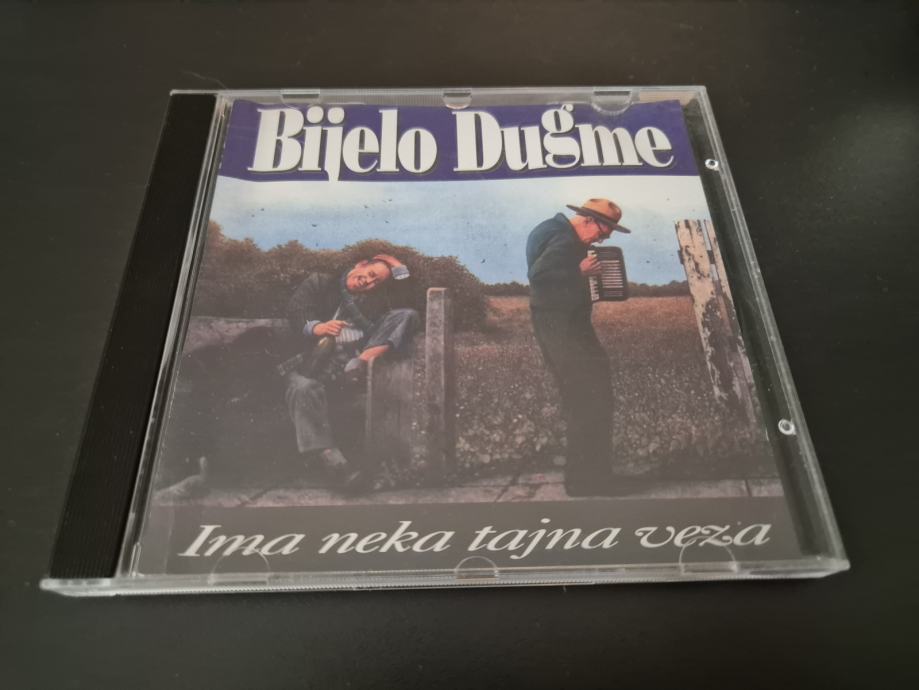 Bijelo Dugme
Ima neka tajna veza